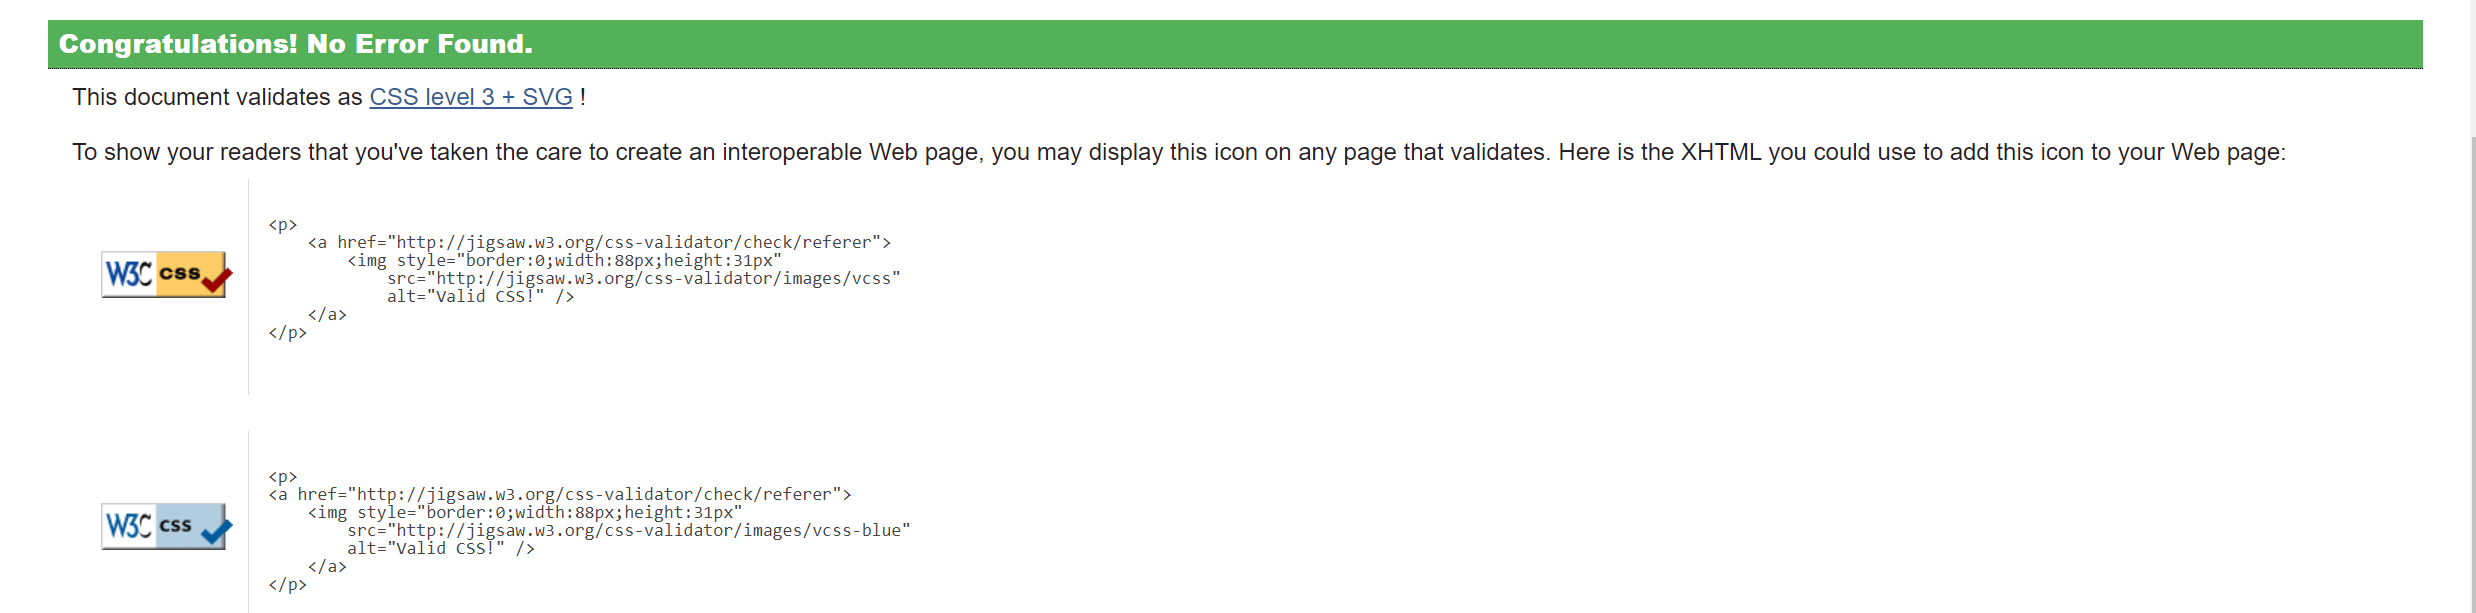 Congratulations! No Error Found.
This document validates as CSS level 3 + SVG !
To show your readers that you've taken the care to create an interoperable Web page, you may display this icon on any page that validates. Here is the XHTML you could use to add this icon to your Web page:
W3C css
<p>
    <a href="http://jigsaw.w3.org/css-validator/check/referer">
        <img style="border:0;width:88px;height:31px"
            src="http://jigsaw.w3.org/css-validator/images/vcss"
            alt="Valid CSS!" />
    </a>
</p>
W3C css
<p>
<a href="http://jigsaw.w3.org/css-validator/check/referer">
    <img style="border:0;width:88px;height:31px"
        src="http://jigsaw.w3.org/css-validator/images/vcss-blue"
        alt="Valid CSS!" />
    </a>
</p>